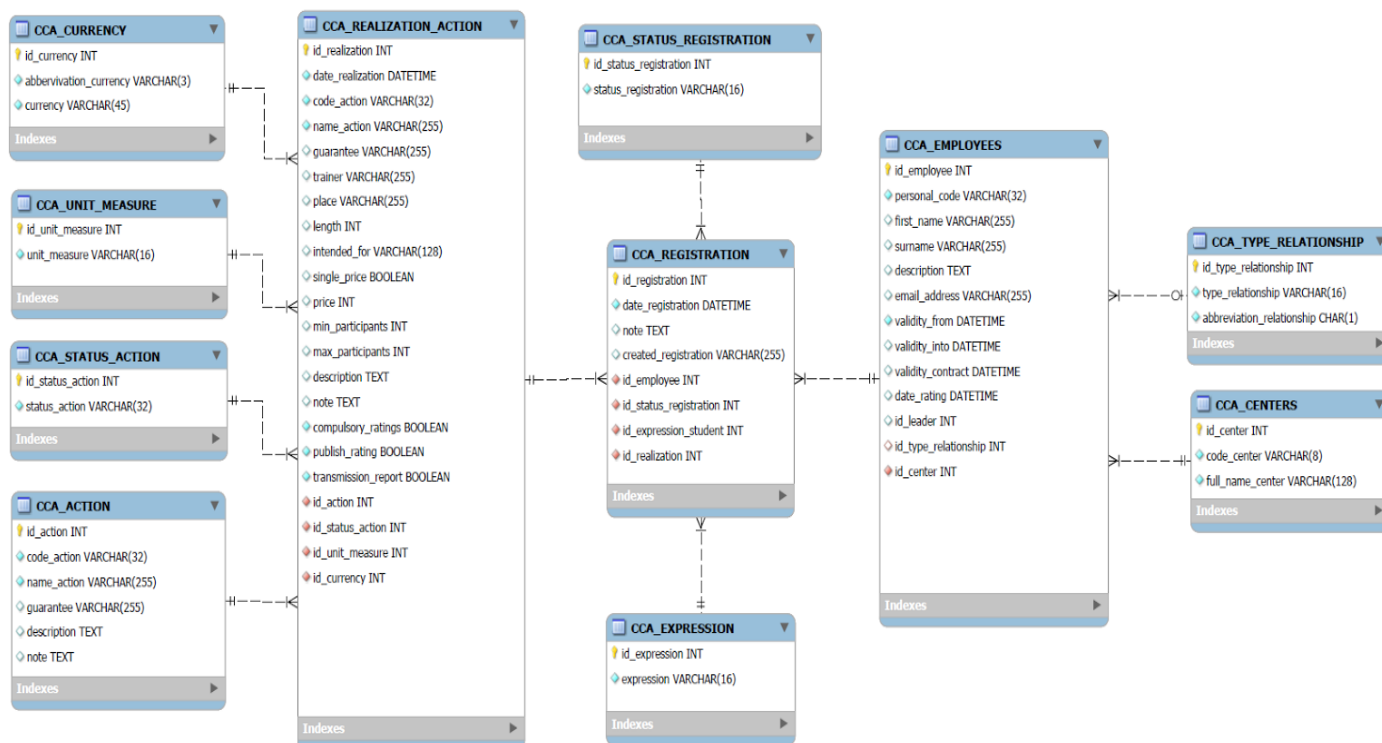 CCA_CURRENCY
id_currency INT
abbervivation_currency VARCHAR(3)
currency VARCHAR(45)
Indexes
CCA_UNIT_MEASURE
id_unit_measure INT
unit_measure VARCHAR(16)
Indexes
CCA_STATUS_ACTION
id_status_action INT
status_action VARCHAR(32)
Indexes
CCA_ACTION
id_action INT
code_action VARCHAR(32)
name_action VARCHAR(255)
guarantee VARCHAR(255)
description TEXT
note TEXT
Indexes
CCA_REALIZATION_ACTION
id_realization INT
date_realization DATETIME
code_action VARCHAR(32)
name_action VARCHAR(255)
guarantee VARCHAR(255)
trainer VARCHAR(255)
place VARCHAR(255)
length INT
intended_for VARCHAR(128)
single_price BOOLEAN
price INT
min_participants INT
max_participants INT
description TEXT
note TEXT
compulsory_ratings BOOLEAN
publish_rating BOOLEAN
transmission_report BOOLEAN
id_action INT
id_status_action INT
id_unit_measure INT
id_currency INT
Indexes
CCA_STATUS_REGISTRATION
id_status_registration INT
status_registration VARCHAR(16)
Indexes
CCA_REGISTRATION
id_registration INT
date_registration DATETIME
note TEXT
created_registration VARCHAR(255)
id_employee INT
id_status_registration INT
id_expression_student INT
id_realization INT
Indexes
CCA_EXPRESSION
id_expression INT
expression VARCHAR(16)
Indexes
CCA_EMPLOYEES
id_employee INT
personal_code VARCHAR(32)
first_name VARCHAR(255)
surname VARCHAR(255)
description TEXT
email_address VARCHAR(255)
validity_from DATETIME
validity_into DATETIME
validity_contract DATETIME
date_rating DATETIME
id_leader INT
id_type_relationship INT
id_center INT
Indexes
CCA_TYPE_RELATIONSHIP
id_type_relationship INT
type_relationship VARCHAR(16)
abbreviation_relationship CHAR(1)
Indexes
CCA_CENTERS
id_center INT
code_center VARCHAR(8)
full_name_center VARCHAR(128)
Indexes